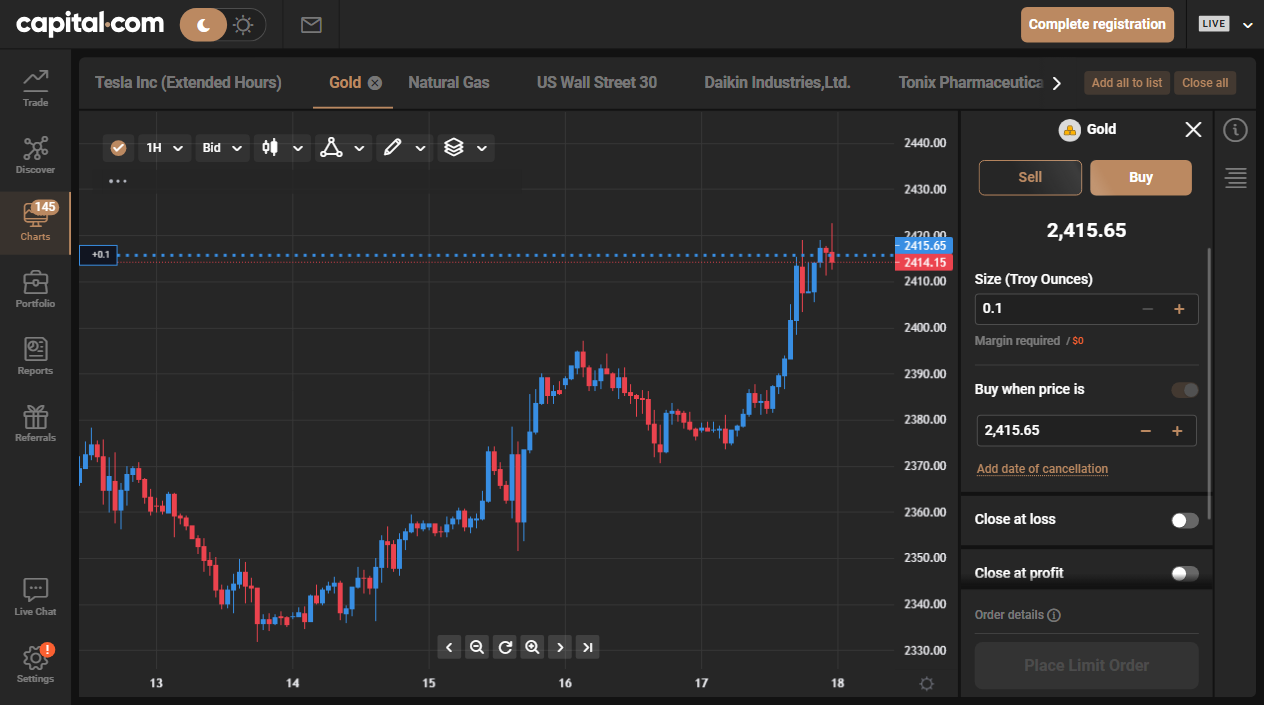 capital.com
Complete registration
LIVE
Trade
Discover
145
Charts
Portfolio
Reports
Referrals
Live Chat
!
Settings
Tesla Inc (Extended Hours)
Gold
Natural Gas
US Wall Street 30
Daikin Industries,Ltd.
Tonix Pharmaceutica
Add all to list
Close all
1H
Bid
...
+0.1
2440.00
2430.00
2420.00
2415.65
2414.15
2410.00
2400.00
2390.00
2380.00
2370.00
2360.00
2350.00
2340.00
2330.00
13
14
15
16
17
18
Gold
Sell
Buy
2,415.65
Size (Troy Ounces)
0.1
Margin required / $0
Buy when price is
2,415.65
Add date of cancellation
Close at loss
Close at profit
Order details
Place Limit Order